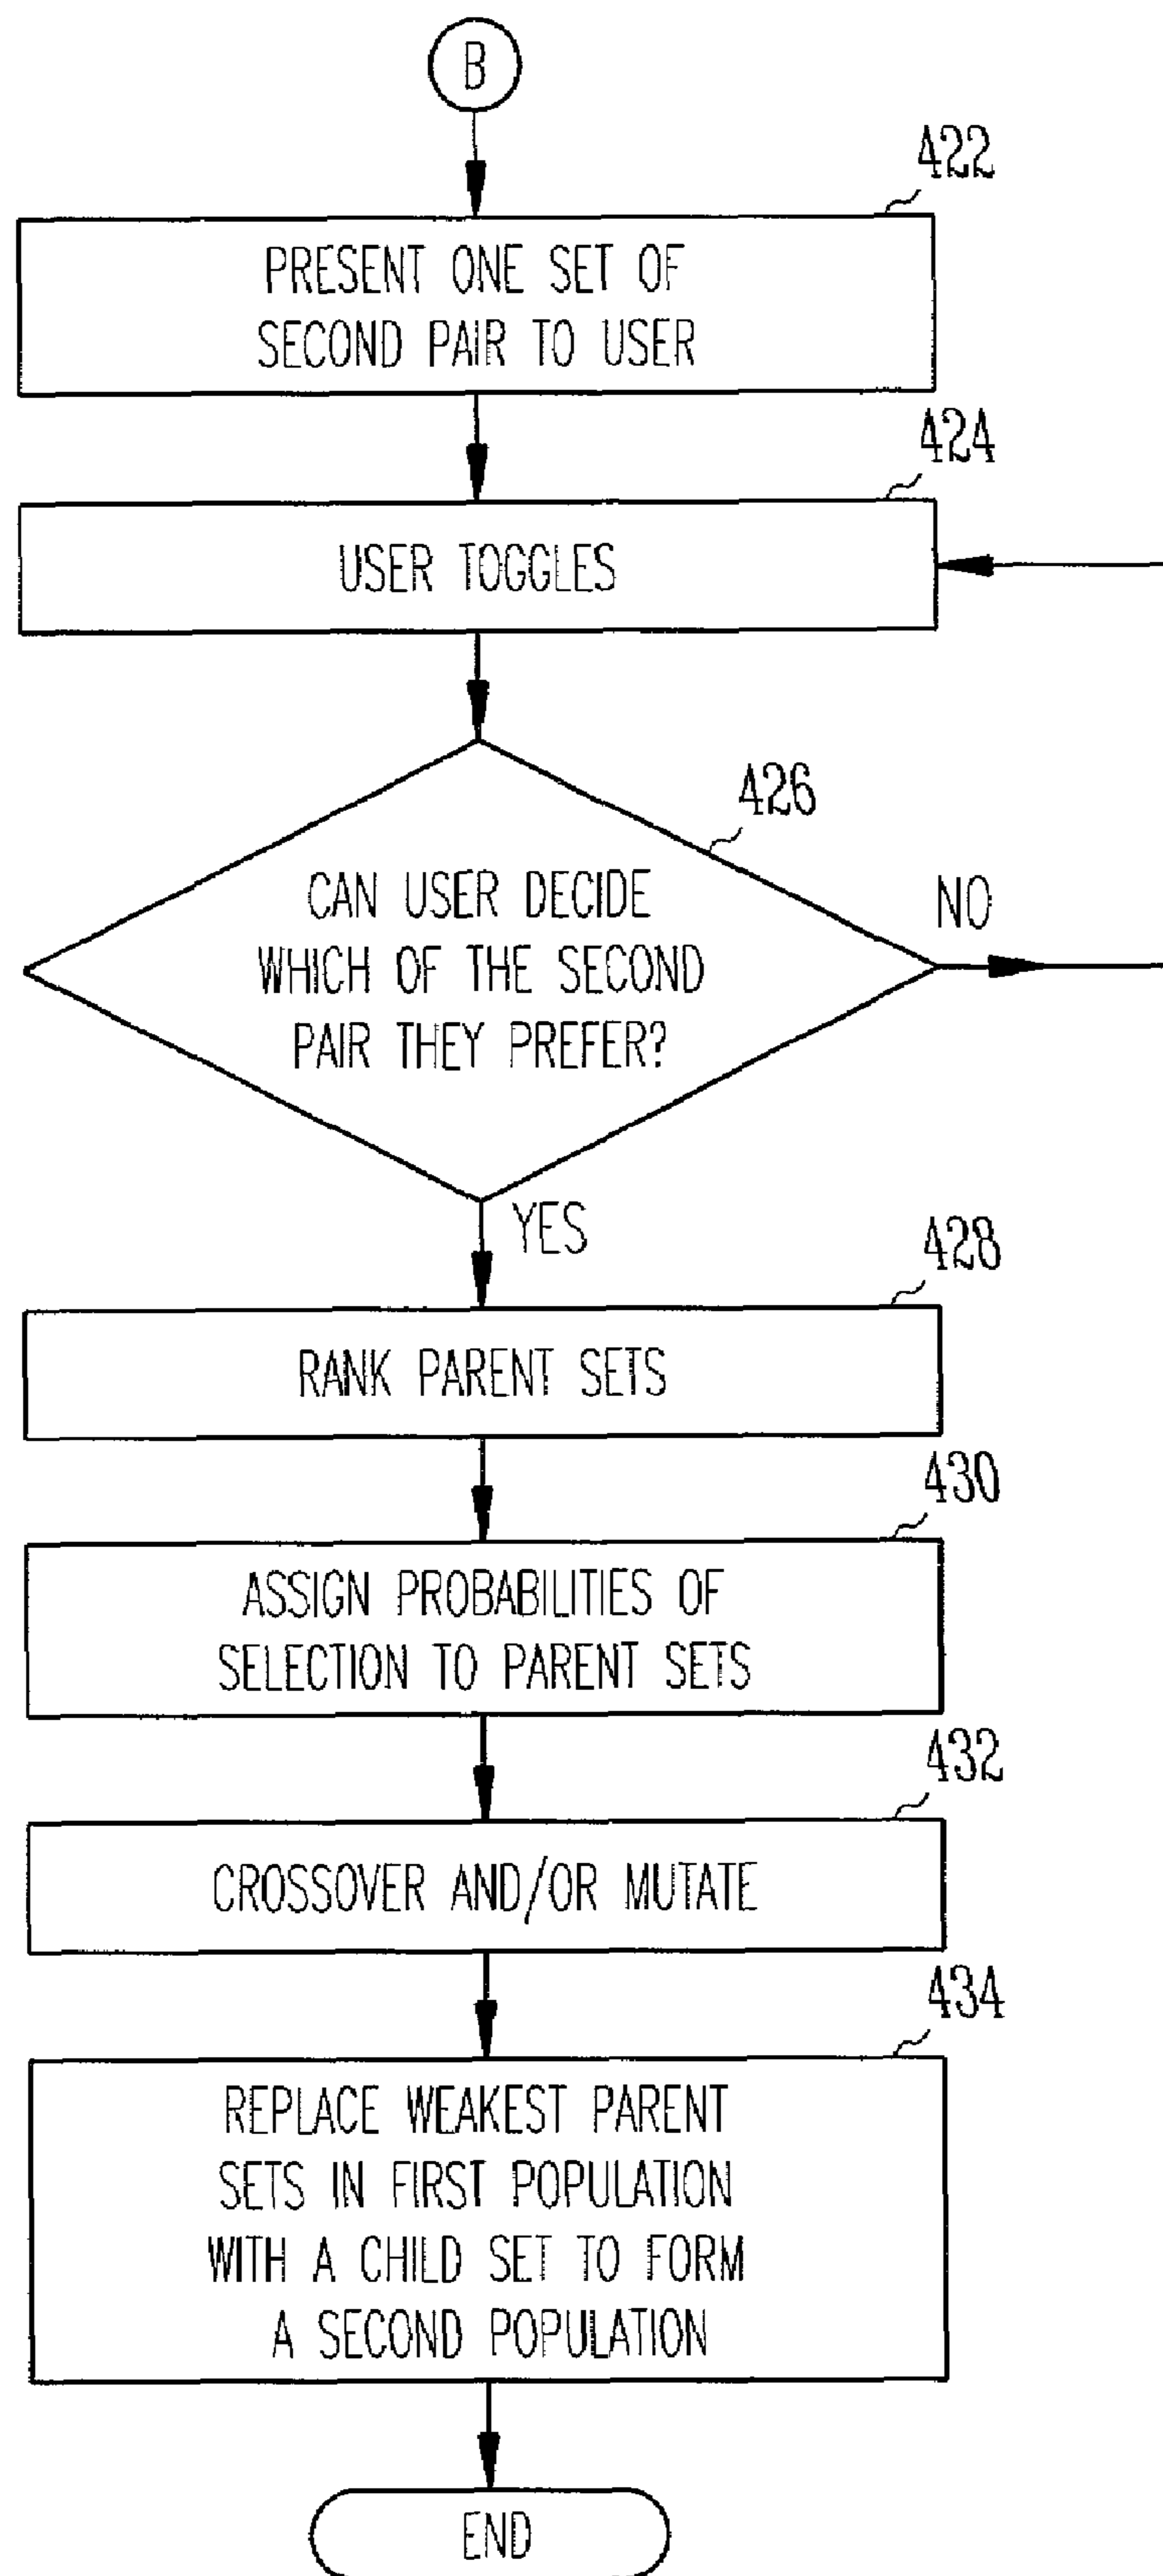 B
422
PRESENT ONE SET OF
SECOND PAIR TO USER
424
USER TOGGLES
426
CAN USER DECIDE
WHICH OF THE SECOND
PAIR THEY PREFER?
NO
YES
428
RANK PARENT SETS
430
ASSIGN PROBABILITIES OF
SELECTION TO PARENT SETS
432
CROSSOVER AND/OR MUTATE
434
REPLACE WEAKEST PARENT
SETS IN FIRST POPULATION
WITH A CHILD SET TO FORM
A SECOND POPULATION
END